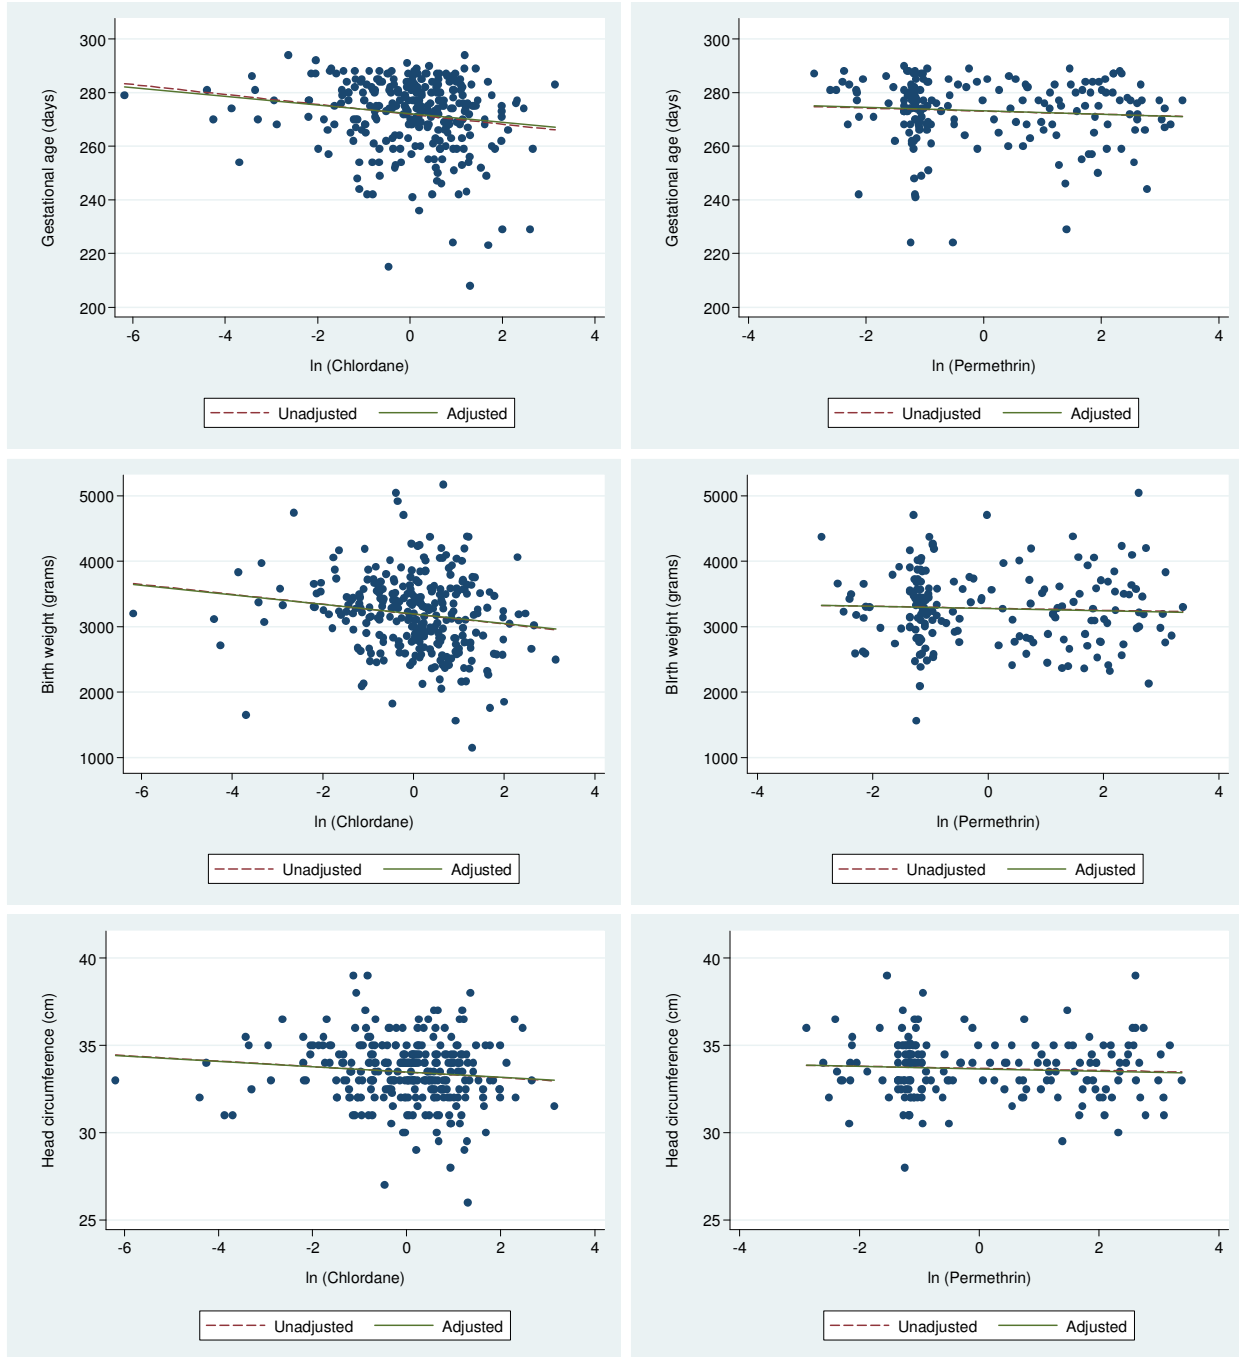 300
280
260
240
220
200
Gestational age (days)
-6 -4 -2 0 2 4
ln (Chlordane)
Unadjusted Adjusted
300
280
260
240
220
200
Gestational age (days)
-4 -2 0 2 4
ln (Permethrin)
Unadjusted Adjusted
5000
4000
3000
2000
1000
Birth weight (grams)
-6 -4 -2 0 2 4
ln (Chlordane)
Unadjusted Adjusted
5000
4000
3000
2000
1000
BIrth weight (grams)
-4 -2 0 2 4
ln (Permethrin)
Unadjusted Adjusted
40
35
30
25
Head circumference (cm)
-6 -4 -2 0 2 4
ln (Chlordane)
Unadjusted Adjusted
40
35
30
25
Head circumference (cm)
-4 -2 0 2 4
ln (Permethrin)
Unadjusted Adjusted